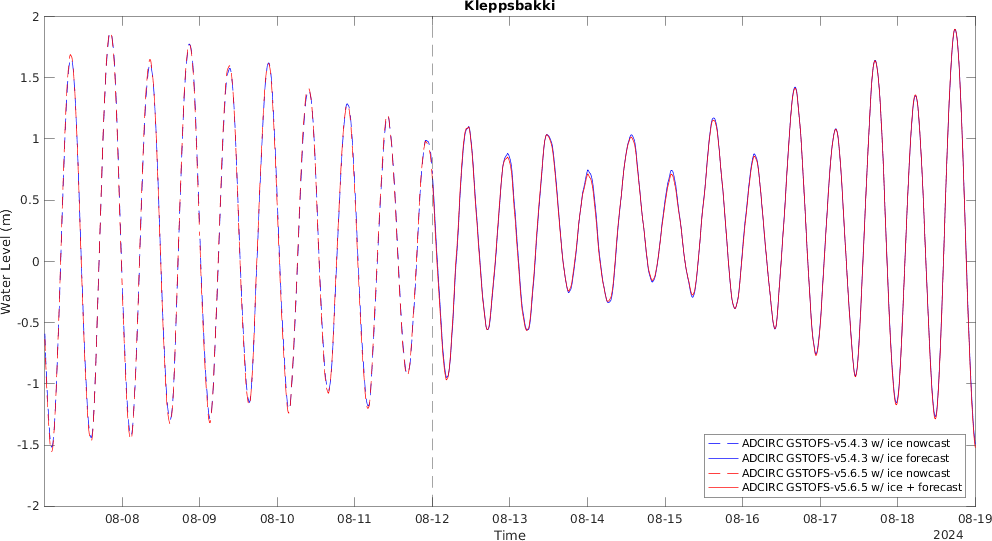 Kleppsbakki
2
1.5
1
0.5
0
-0.5
-1
-1.5
-2
Water Level (m)
08-08 08-09 08-10 08-11 08-12 08-13 08-14 08-15 08-16 08-17 08-18 08-19
Time
2024
ADCIRC GSTOFS-v5.4.3 w/ ice nowcast
ADCIRC GSTOFS-v5.4.3 w/ ice forecast
ADCIRC GSTOFS-v5.6.5 w/ ice nowcast
ADCIRC GSTOFS-v5.6.5 w/ ice + forecast